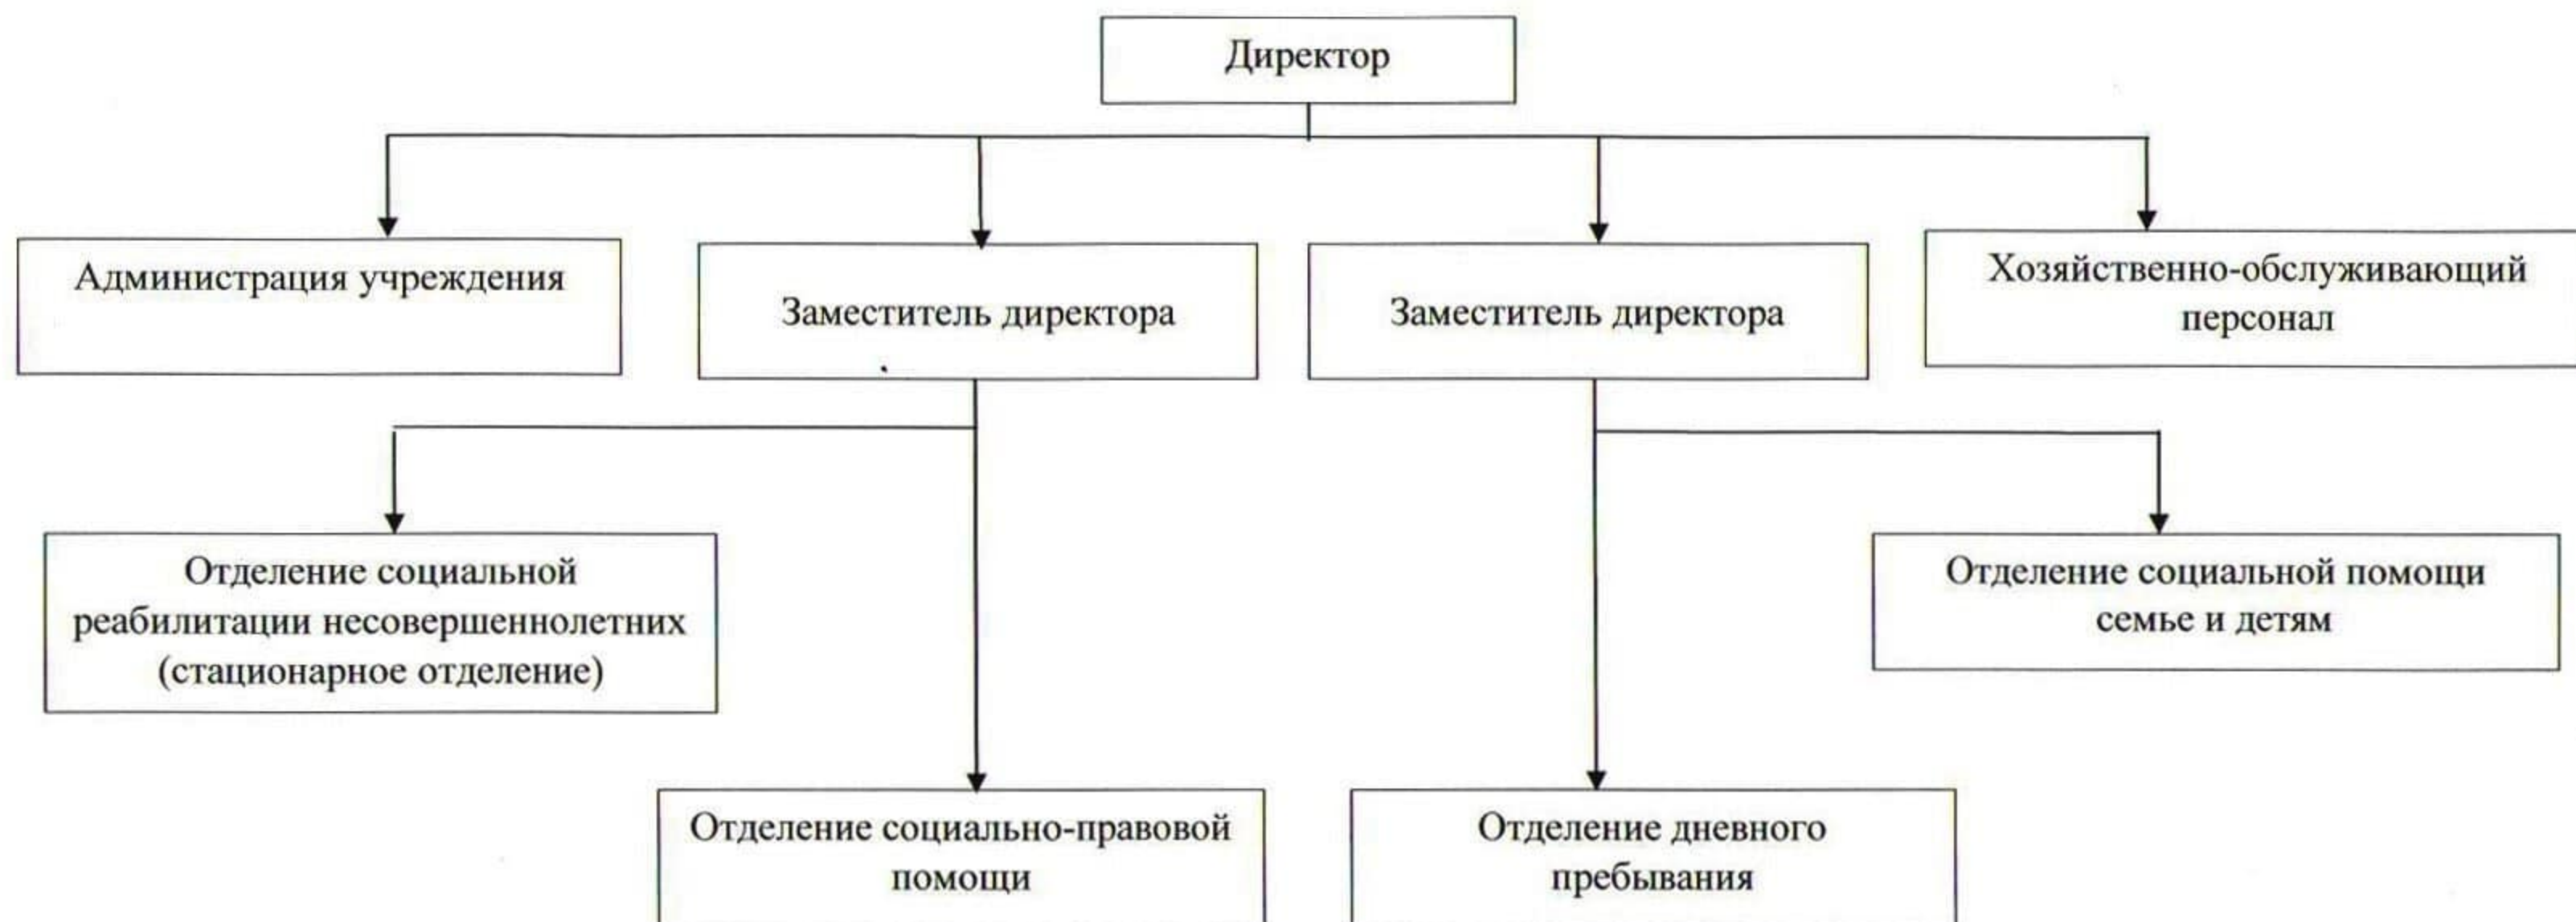 Директор
Администрация учреждения
Заместитель директора
Заместитель директора
Хозяйственно-обслуживающий
персонал
Отделение социальной
реабилитации несовершеннолетних
(стационарное отделение)
Отделение социальной помощи
семье и детям
Отделение социально-правовой
помощи
Отделение дневного
пребывания